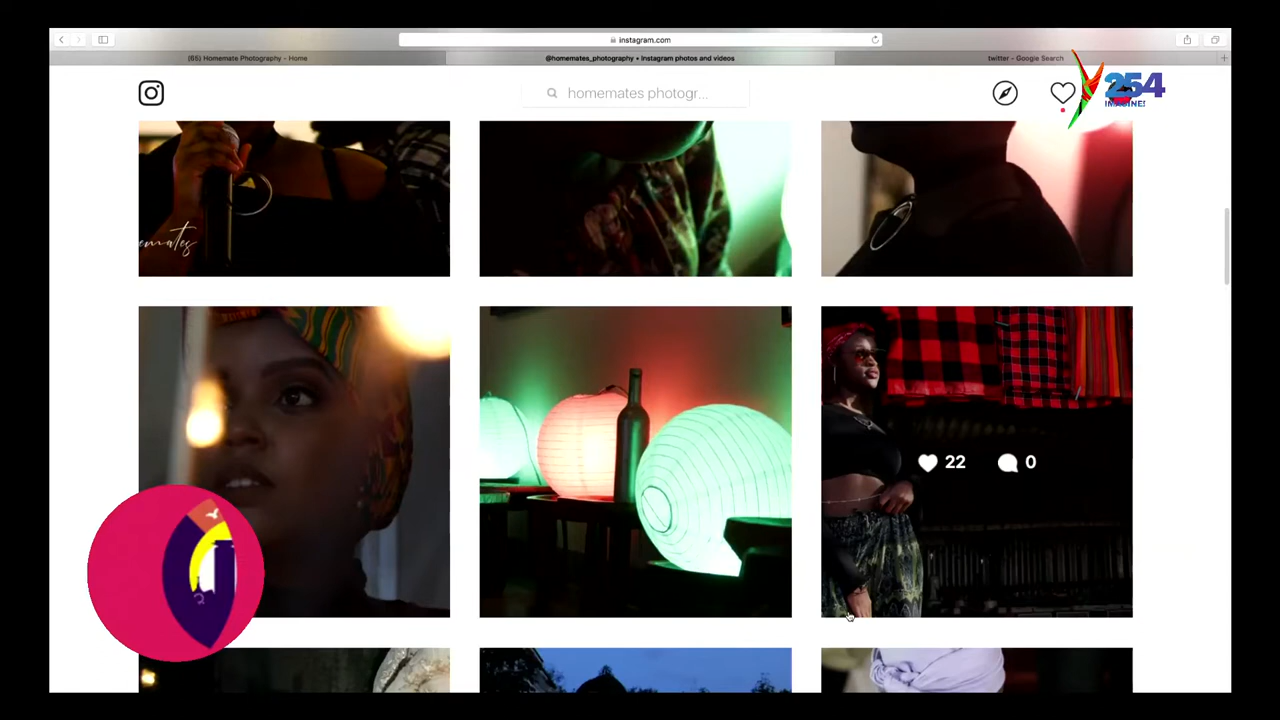 instagram.com
(65) Homemate Photography - Home
@homemates_photography • Instagram photos and videos
twitter - Google Search
homemates photogr...
254
IMAGINE!
emates
22
0